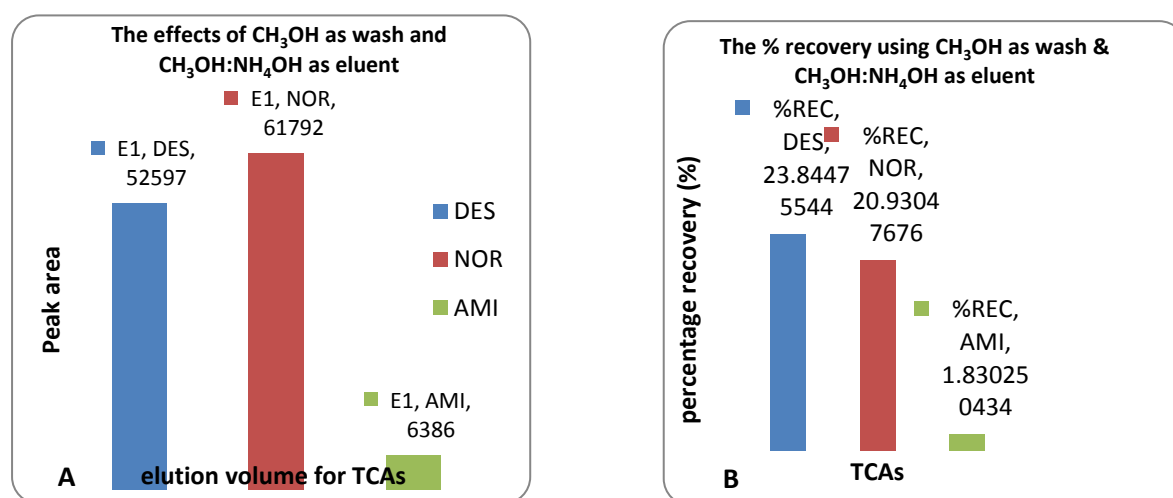 The effects of CH₃OH as wash and
CH₃OH:NH₄OH as eluent
E1, DES,
52597
E1, NOR,
61792
E1, AMI,
6386
DES
NOR
AMI
Peak area
A
elution volume for TCAs
The % recovery using CH₃OH as wash &
CH₃OH:NH₄OH as eluent
%REC,
DES,
23.8447
5544
%REC,
NOR,
20.9304
7676
%REC,
AMI,
1.83025
0434
percentage recovery (%)
B
TCAs